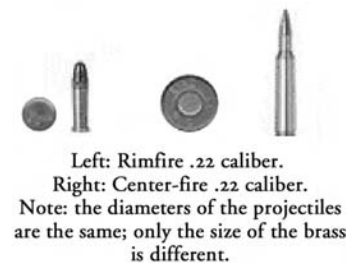 Left: Rimfire .22 caliber.
Right: Center-fire .22 caliber.
Note: the diameters of the projectiles
are the same; only the size of the brass
is different.